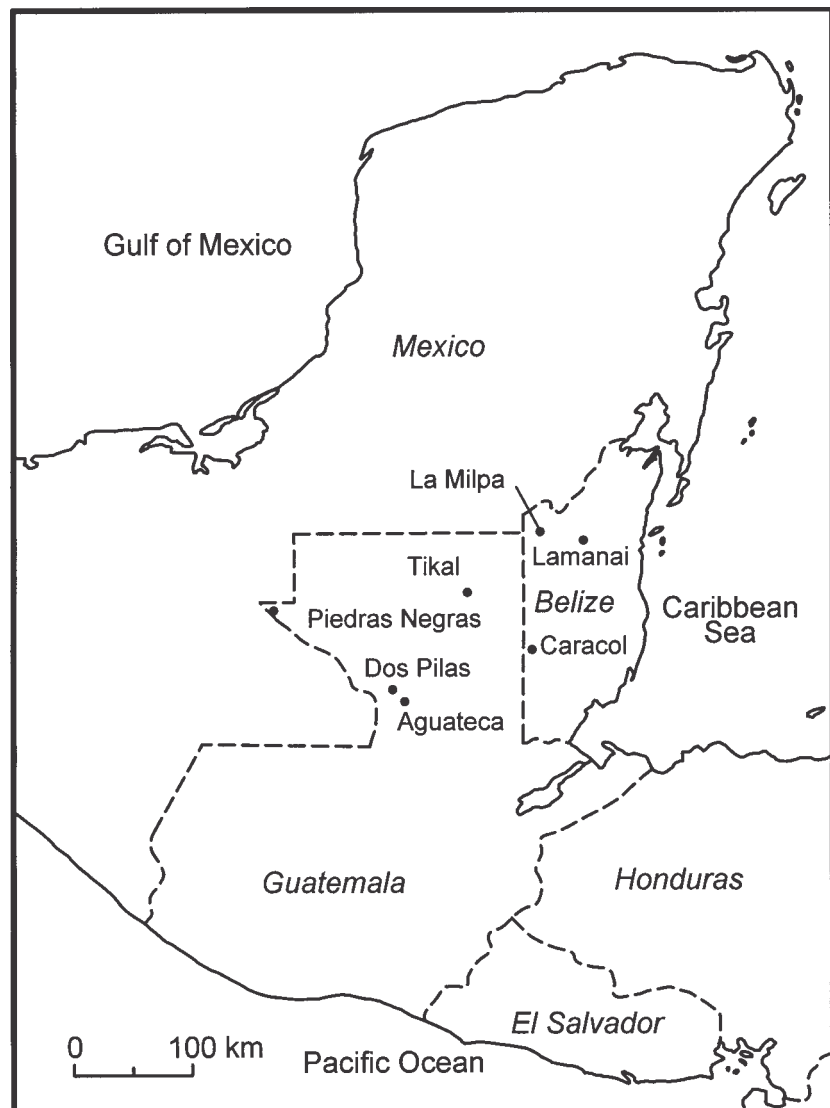 Gulf of Mexico
Mexico
La Milpa
Lamanai
Tikal
Belize
Caribbean
Sea
Piedras Negras
Caracol
Dos Pilas
Aguateca
Guatemala
Honduras
El Salvador
0 100 km
Pacific Ocean